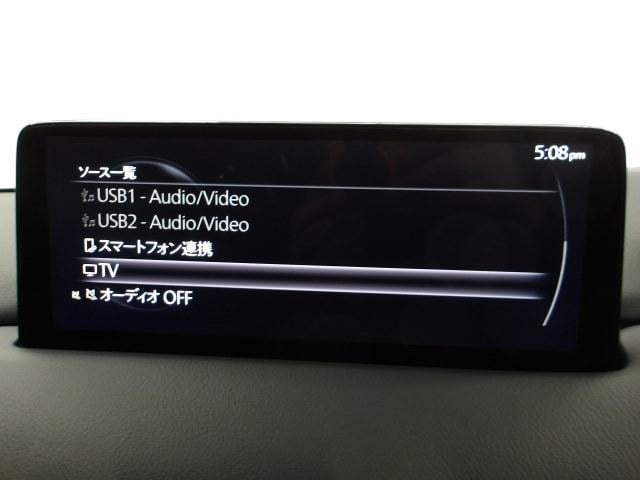 5:08pm
ソース一覧
USB1 - Audio/Video
USB2 - Audio/Video
スマートフォン連携
TV
オーディオ OFF